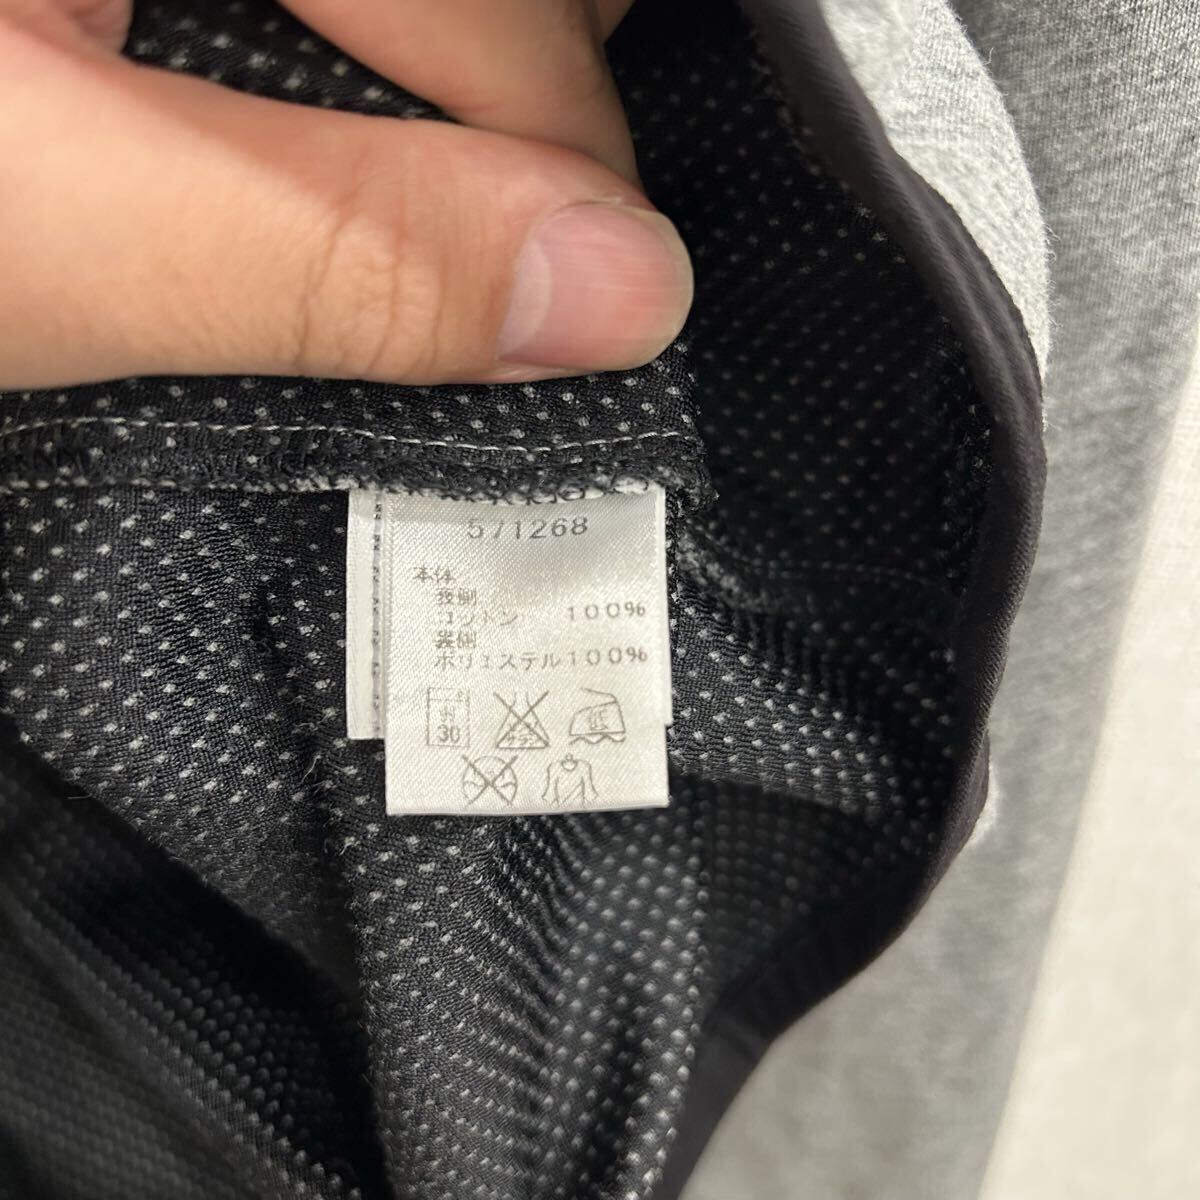 571268
本体
表側
コットン 100%
裏側
ポリエステル100%
30